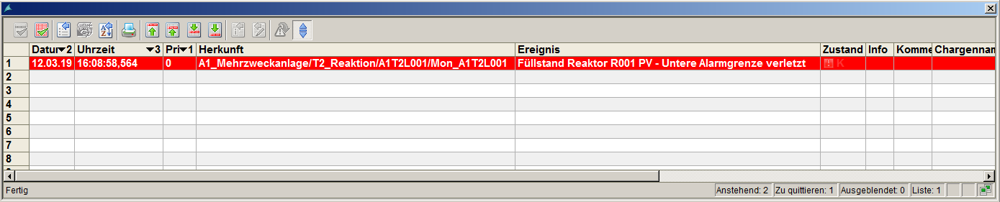 Datur 2 Uhrzeit 3 Pri 1 Herkunft Ereignis Zustand Info Komme Chargennam
1 12.03.19 16:08:58,564 0 A1_Mehrzweckanlage/T2_Reaktion/A1T2L001/Mon_A1T2L001 Füllstand Reaktor R001 PV - Untere Alarmgrenze verletzt K
2
3
4
5
6
7
8
Fertig Anstehend: 2 Zu quittieren: 1 Ausgeblendet: 0 Liste: 1